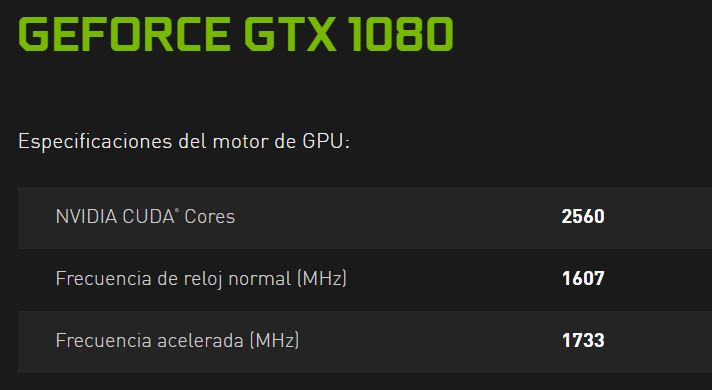 GEFORCE GTX 1080
Especificaciones del motor de GPU:
NVIDIA CUDA® Cores 2560
Frecuencia de reloj normal (MHz) 1607
Frecuencia acelerada (MHz) 1733